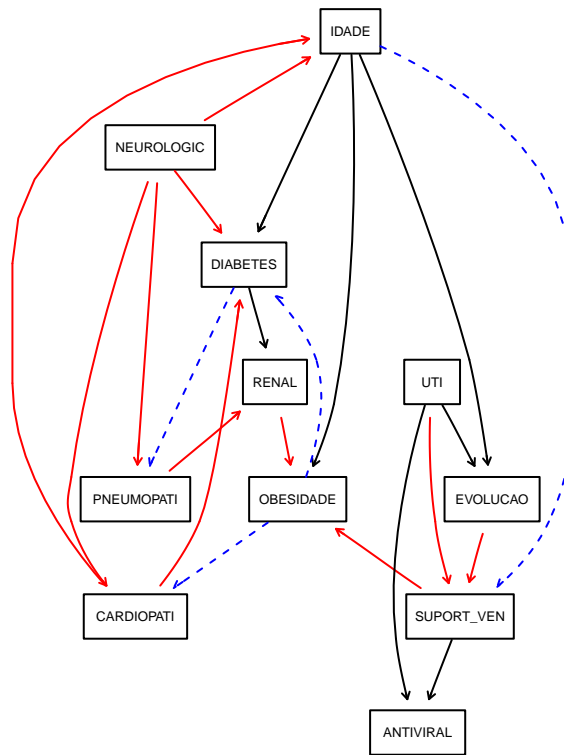 IDADE
NEUROLOGIC
DIABETES
RENAL
UTI
PNEUMOPATI
OBESIDADE
EVOLUCAO
CARDIOPATI
SUPORT_VEN
ANTIVIRAL